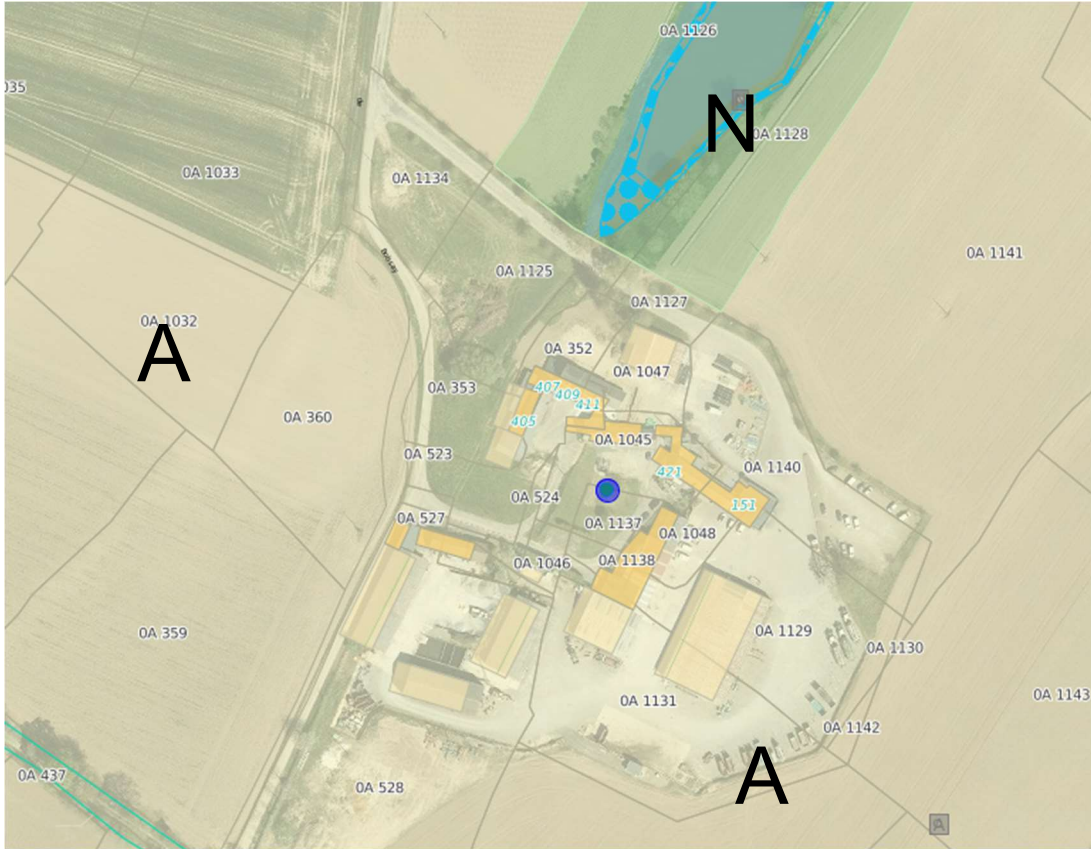 0A 1126
035
N
0A 1128
de
0A 1033
0A 1134
0A 1141
Boissay
0A 1125
0A 1127
0A 1032
A
0A 352
0A 1047
407
0A 353
409
411
0A 360
405
0A 1045
0A 523
0A 1140
421
0A 524
151
0A 527
0A 1137
0A 1048
0A 1138
0A 1046
0A 359
0A 1129
0A 1130
0A 1143
0A 1131
0A 1142
0A 437
A
0A 528
A